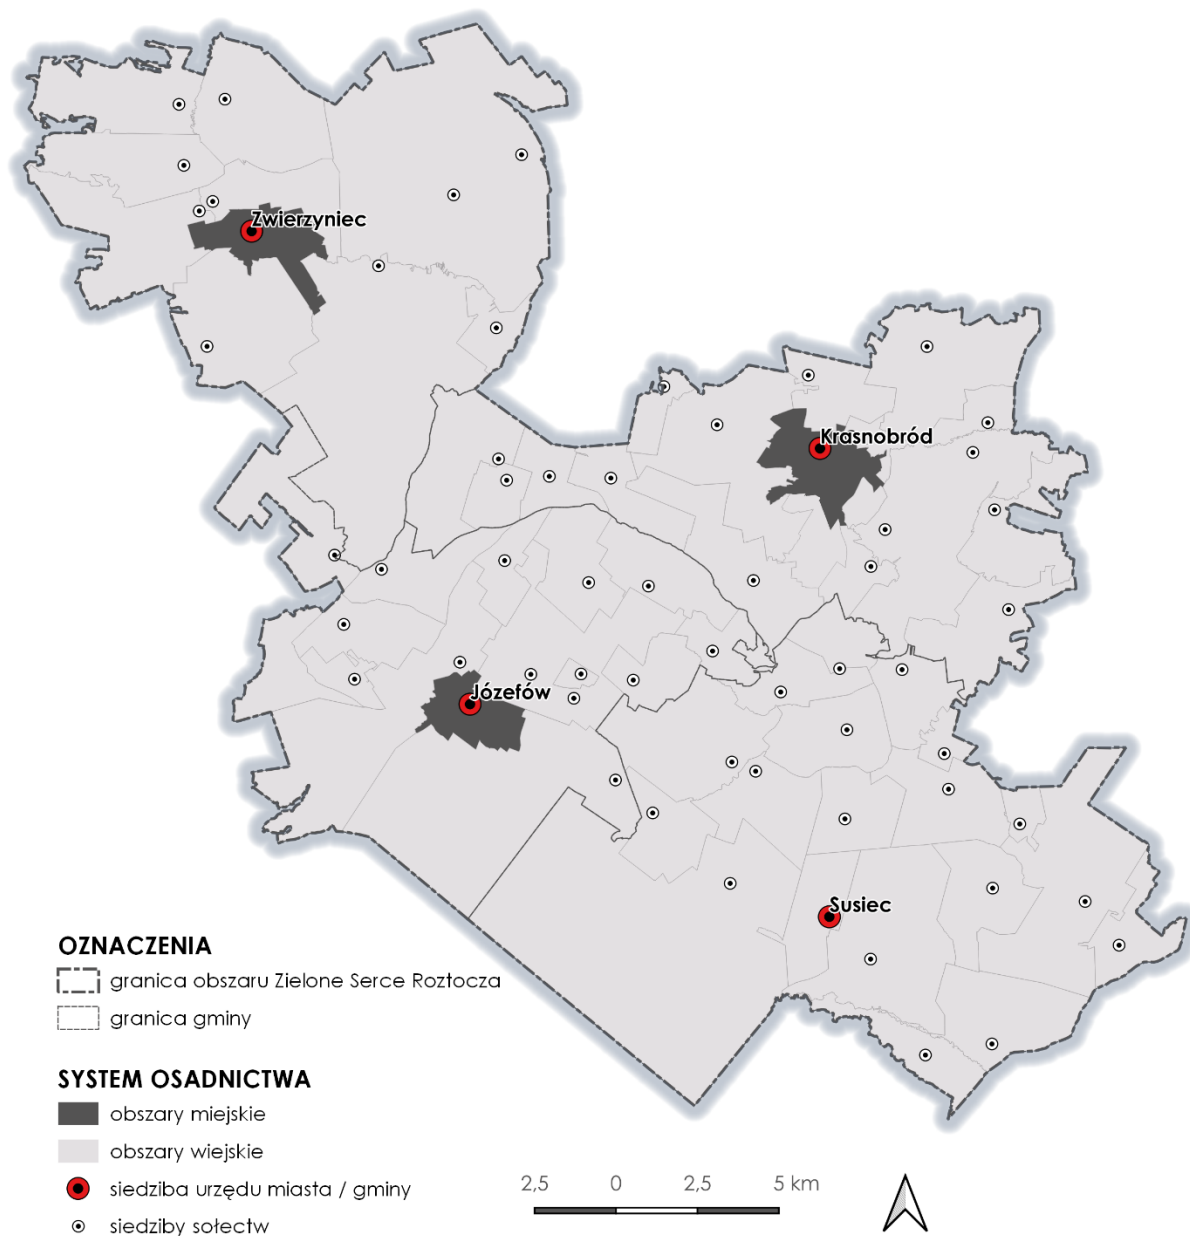 Zwierzyniec
Krasnobród
Józefów
Susiec
OZNACZENIA
granica obszaru Zielone Serce Roztocza
granica gminy
SYSTEM OSADNICTWA
obszary miejskie
obszary wiejskie
siedziba urzędu miasta / gminy
siedziby sołectw
2,5 0 2,5 5 km